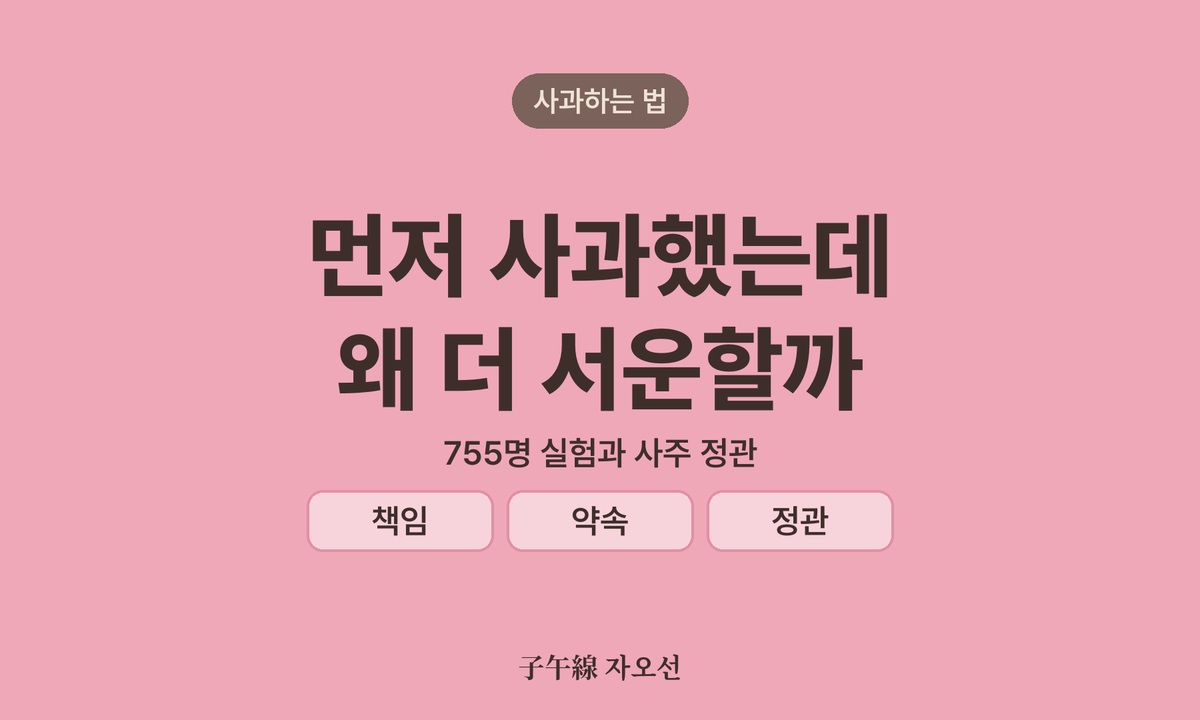 사과하는 법
먼저 사과했는데
왜 더 서운할까
755명 실험과 사주 정관
책임 약속 정관
子午線 자오선